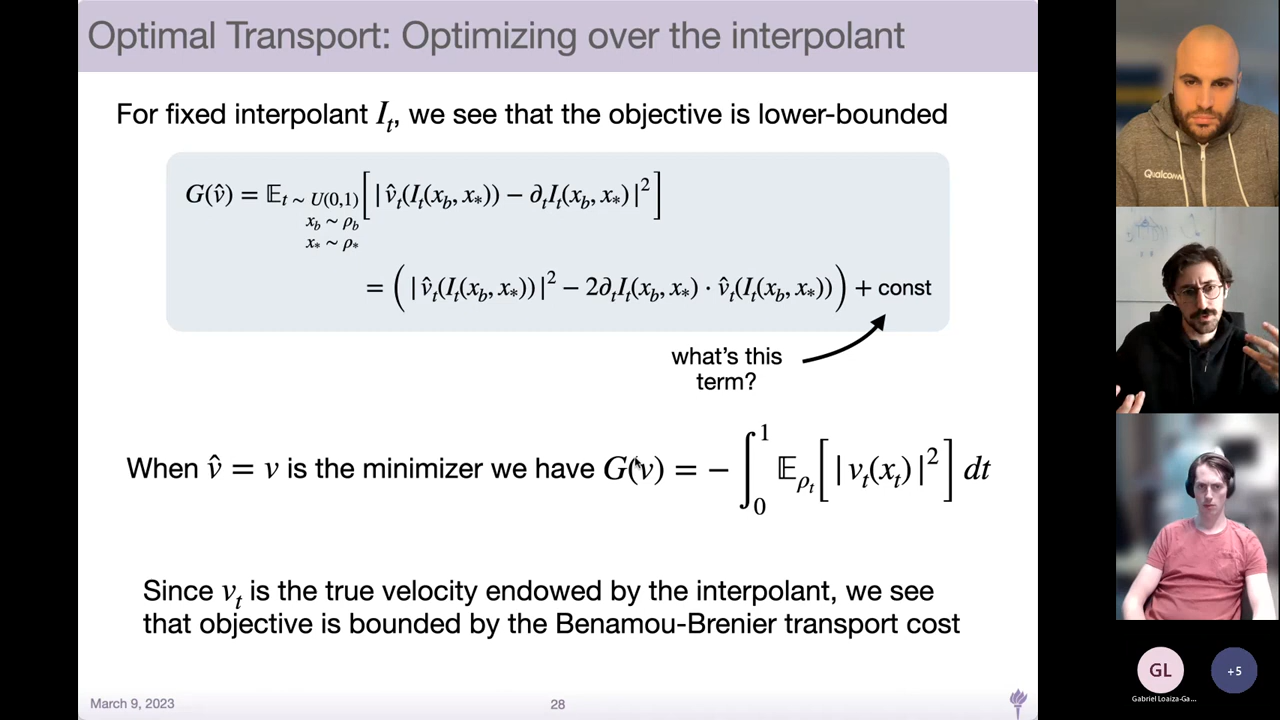 Optimal Transport: Optimizing over the interpolant
For fixed interpolant I_t, we see that the objective is lower-bounded
G(v̂) = 𝔼_{t ~ U(0,1), x_b ~ ρ_b, x_* ~ ρ_*} [ | v̂_t(I_t(x_b, x_*)) − ∂_t I_t(x_b, x_*) |² ]
= ( | v̂_t(I_t(x_b, x_*)) |² − 2∂_t I_t(x_b, x_*) · v̂_t(I_t(x_b, x_*)) ) + const
what's this
term?
When v̂ = v is the minimizer we have G(v) = − ∫₀¹ 𝔼_{ρ_t} [ | v_t(x_t) |² ] dt
Since v_t is the true velocity endowed by the interpolant, we see
that objective is bounded by the Benamou-Brenier transport cost
March 9, 2023
28
Qualcomm
GL
+5
Gabriel Loaiza-Ga...